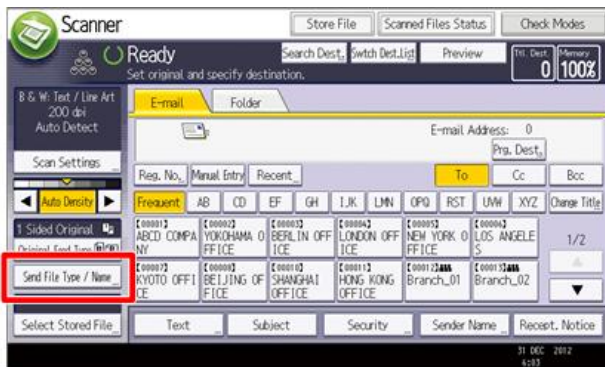 Scanner
Store File
Scanned Files Status
Check Modes
Ready
Set original and specify destination.
Search Dest.
Swtch Dest.List
Preview
Ttl. Dest.
0
Memory
100%
B & W: Text / Line Art
200 dpi
Auto Detect
Scan Settings
Auto Density
1 Sided Original
Original Feed Type
Send File Type / Name
Select Stored File
E-mail
Folder
E-mail Address: 0
Prg. Dest.
Reg. No.
Manual Entry
Recent
To
Cc
Bcc
Frequent
AB
CD
EF
GH
IJK
LMN
OPQ
RST
UVW
XYZ
Change Title
[00001]
ABCD COMPA
NY
[00002]
YOKOHAMA O
FFICE
[00003]
BERLIN OFF
ICE
[00004]
LONDON OFF
ICE
[00005]
NEW YORK O
FFICE
[00006]
LOS ANGELE
S
1/2
[00007]
KYOTO OFFI
CE
[00008]
BEIJING OF
FICE
[00010]
SHANGHAI
OFFICE
[00011]
HONG KONG
OFFICE
[00012]
Branch_01
[00013]
Branch_02
Text
Subject
Security
Sender Name
Recept. Notice
31 DEC 2012
4:03